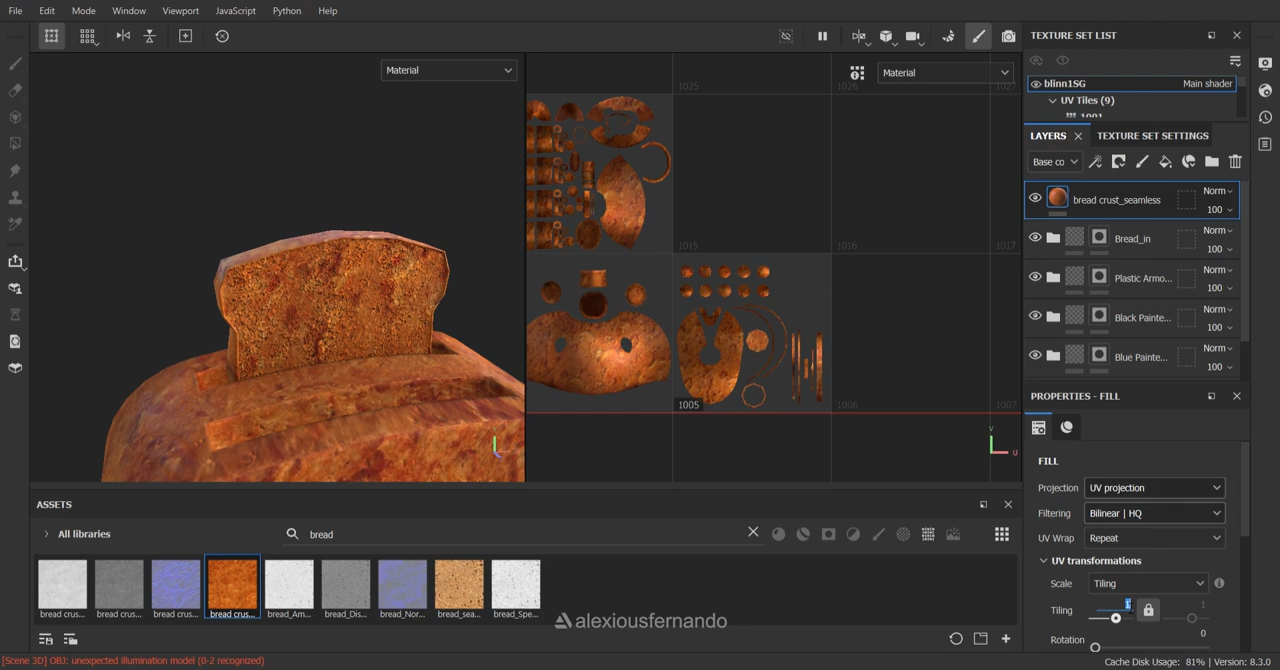 File Edit Mode Window Viewport JavaScript Python Help
TEXTURE SET LIST
Material
Material
1025
1026
1027
blinn1SG Main shader
UV Tiles (9)
1001
LAYERS TEXTURE SET SETTINGS
Base co
bread crust_seamless Norm 100
Bread_in Norm 100
Plastic Armo... Norm 100
Black Painte... Norm 100
Blue Painte... Norm 100
1015
1016
1017
1005
1006
1007
V
U
PROPERTIES - FILL
FILL
Projection UV projection
Filtering Bilinear | HQ
UV Wrap Repeat
UV transformations
Scale Tiling
Tiling 1 1
Rotation 0
ASSETS
All libraries
bread
bread crus... bread crus... bread crus... bread crus... bread_Am... bread_Dis... bread_Nor... bread_sea... bread_Spe...
alexiousfernando
[Scene 3D] OBJ: unexpected illumination model (0-2 recognized)
Cache Disk Usage: 81% | Version: 8.3.0